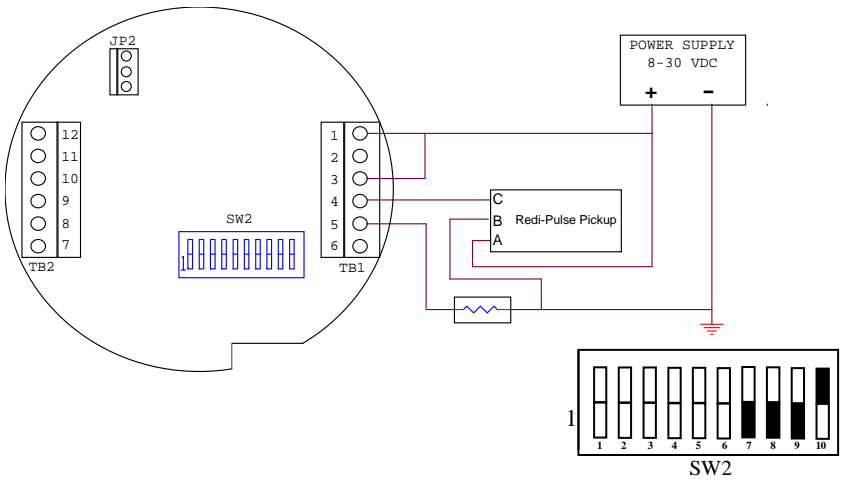 JP2
POWER SUPPLY
8-30 VDC
+ −
12
11
10
9
8
7
TB2
SW2
1
1
2
3
4
5
6
TB1
C
B
A
Redi-Pulse Pickup
1
1 2 3 4 5 6 7 8 9 10
SW2